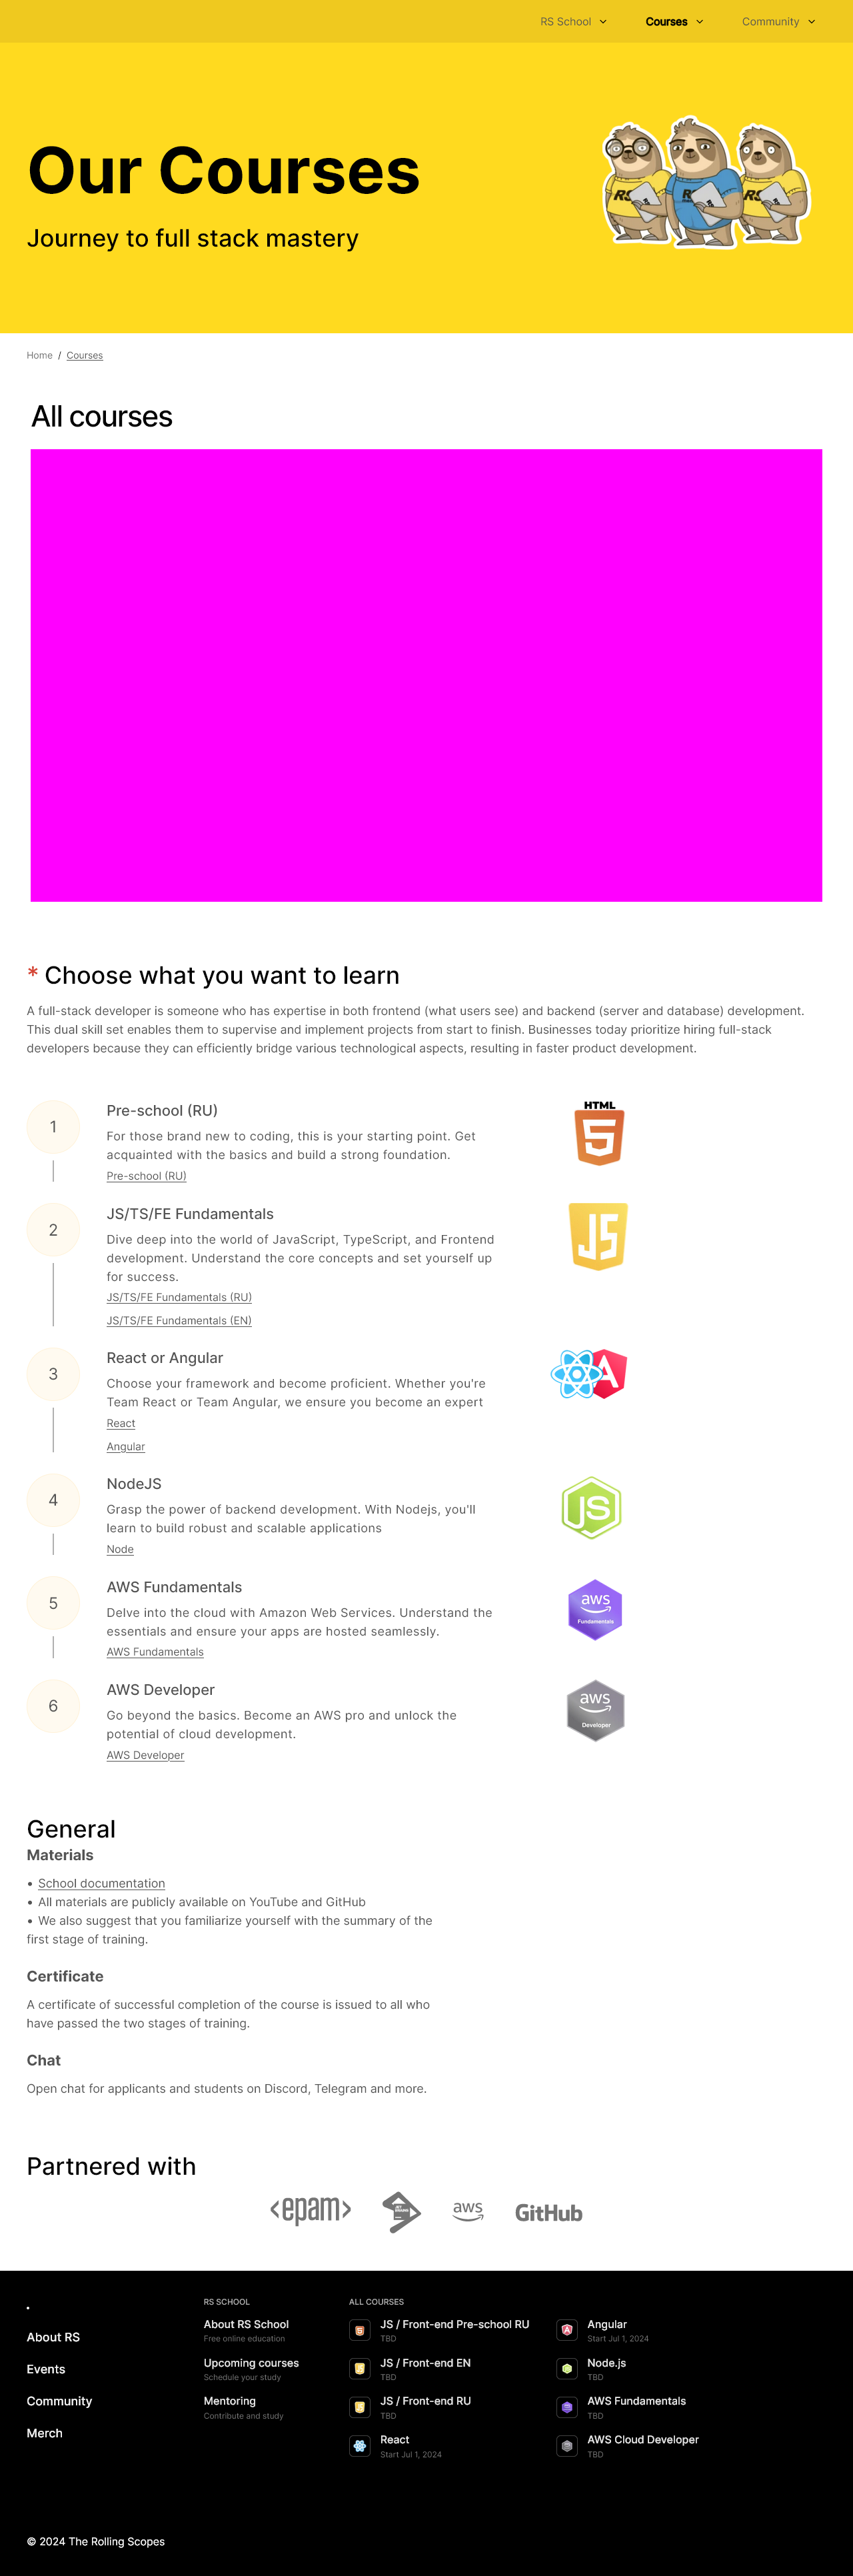 RS School
Courses
Community
Our Courses
Journey to full stack mastery
Home / Courses
All courses
* Choose what you want to learn
A full-stack developer is someone who has expertise in both frontend (what users see) and backend (server and database) development.
This dual skill set enables them to supervise and implement projects from start to finish. Businesses today prioritize hiring full-stack
developers because they can efficiently bridge various technological aspects, resulting in faster product development.
1
Pre-school (RU)
For those brand new to coding, this is your starting point. Get
acquainted with the basics and build a strong foundation.
Pre-school (RU)
HTML
5
2
JS/TS/FE Fundamentals
Dive deep into the world of JavaScript, TypeScript, and Frontend
development. Understand the core concepts and set yourself up
for success.
JS/TS/FE Fundamentals (RU)
JS/TS/FE Fundamentals (EN)
JS
3
React or Angular
Choose your framework and become proficient. Whether you're
Team React or Team Angular, we ensure you become an expert
React
Angular
A
4
NodeJS
Grasp the power of backend development. With Nodejs, you'll
learn to build robust and scalable applications
Node
JS
5
AWS Fundamentals
Delve into the cloud with Amazon Web Services. Understand the
essentials and ensure your apps are hosted seamlessly.
AWS Fundamentals
aws
Fundamentals
6
AWS Developer
Go beyond the basics. Become an AWS pro and unlock the
potential of cloud development.
AWS Developer
aws
Developer
General
Materials
• School documentation
• All materials are publicly available on YouTube and GitHub
• We also suggest that you familiarize yourself with the summary of the
first stage of training.
Certificate
A certificate of successful completion of the course is issued to all who
have passed the two stages of training.
Chat
Open chat for applicants and students on Discord, Telegram and more.
Partnered with
<epam>
aws
GitHub
About RS
Events
Community
Merch
RS SCHOOL
About RS School
Free online education
Upcoming courses
Schedule your study
Mentoring
Contribute and study
ALL COURSES
JS / Front-end Pre-school RU
TBD
JS / Front-end EN
TBD
JS / Front-end RU
TBD
React
Start Jul 1, 2024
Angular
Start Jul 1, 2024
Node.js
TBD
AWS Fundamentals
TBD
AWS Cloud Developer
TBD
© 2024 The Rolling Scopes